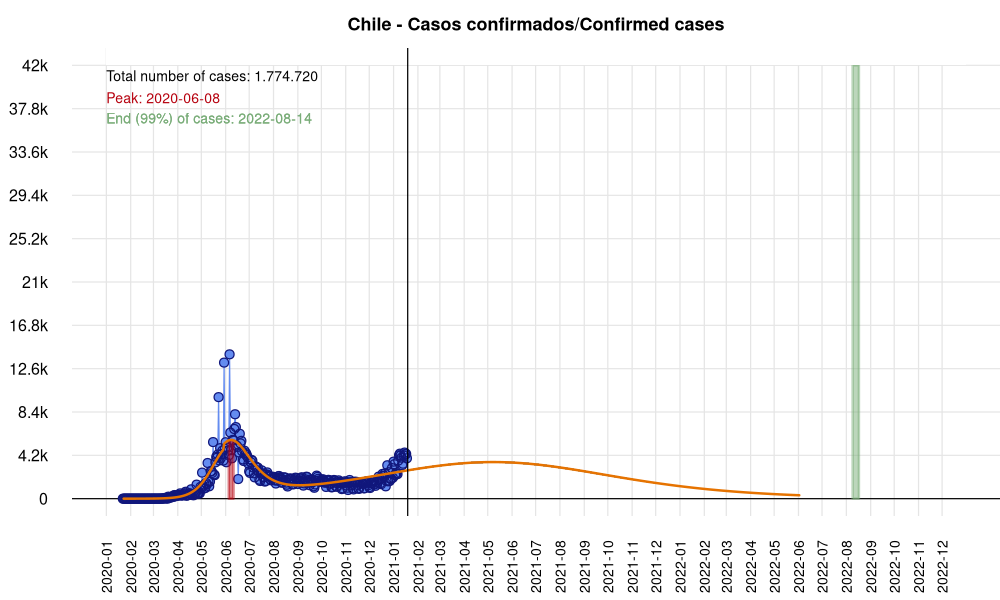 Chile - Casos confirmados/Confirmed cases
Total number of cases: 1.774.720
Peak: 2020-06-08
End (99%) of cases: 2022-08-14
42k
37.8k
33.6k
29.4k
25.2k
21k
16.8k
12.6k
8.4k
4.2k
0
2020-01
2020-02
2020-03
2020-04
2020-05
2020-06
2020-07
2020-08
2020-09
2020-10
2020-11
2020-12
2021-01
2021-02
2021-03
2021-04
2021-05
2021-06
2021-07
2021-08
2021-09
2021-10
2021-11
2021-12
2022-01
2022-02
2022-03
2022-04
2022-05
2022-06
2022-07
2022-08
2022-09
2022-10
2022-11
2022-12